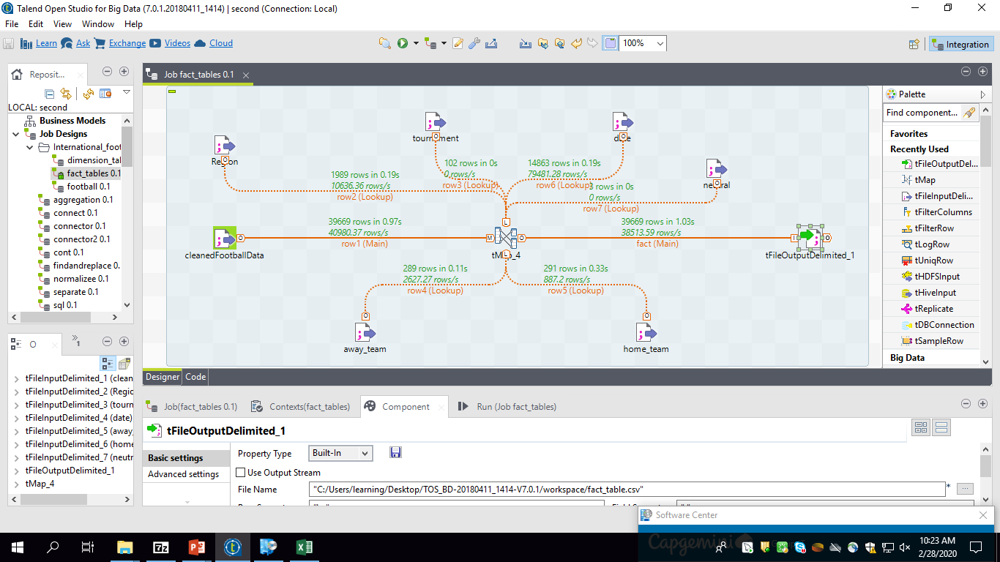 Talend Open Studio for Big Data (7.0.1.20180411_1414) | second (Connection: Local)
File Edit View Window Help
Learn Ask Exchange Videos Cloud
100%
Integration
Reposit...
LOCAL: second
Business Models
Job Designs
International_foot
dimension_tal
fact_tables 0.1
football 0.1
aggregation 0.1
connect 0.1
connector 0.1
connector2 0.1
cont 0.1
findandreplace 0.
normalizee 0.1
separate 0.1
sql 0.1
O
1
tFileInputDelimited_1 (clean
tFileInputDelimited_2 (Regic
tFileInputDelimited_3 (tourn
tFileInputDelimited_4 (date)
tFileInputDelimited_5 (away_
tFileInputDelimited_6 (home
tFileInputDelimited_7 (neutr
tFileOutputDelimited_1
tMap_4
Job fact_tables 0.1
tournament
date
Region
neutral
102 rows in 0s
0 rows/s
row3 (Lookup)
14863 rows in 0.19s
79481.28 rows/s
row6 (Lookup)
1989 rows in 0.19s
10636.36 rows/s
row2 (Lookup)
3 rows in 0s
0 rows/s
row7 (Lookup)
39669 rows in 0.97s
40980.37 rows/s
row1 (Main)
39669 rows in 1.03s
38513.59 rows/s
fact (Main)
cleanedFootballData
tMap_4
tFileOutputDelimited_1
289 rows in 0.11s
2627.27 rows/s
row4 (Lookup)
291 rows in 0.33s
887.2 rows/s
row5 (Lookup)
away_team
home_team
Designer Code
Palette
Find component...
Favorites
Recently Used
tFileOutputDel...
tMap
tFileInputDeli...
tFilterColumns
tFilterRow
tLogRow
tUniqRow
tHDFSInput
tHiveInput
tReplicate
tDBConnection
tSampleRow
Big Data
Job(fact_tables 0.1) Contexts(fact_tables) Component Run (Job fact_tables)
tFileOutputDelimited_1
Basic settings
Advanced settings
Property Type Built-In
Use Output Stream
File Name "C:/Users/learning/Desktop/TOS_BD-20180411_1414-V7.0.1/workspace/fact_table.csv" *
Software Center
Capgemini
10:23 AM
2/28/2020